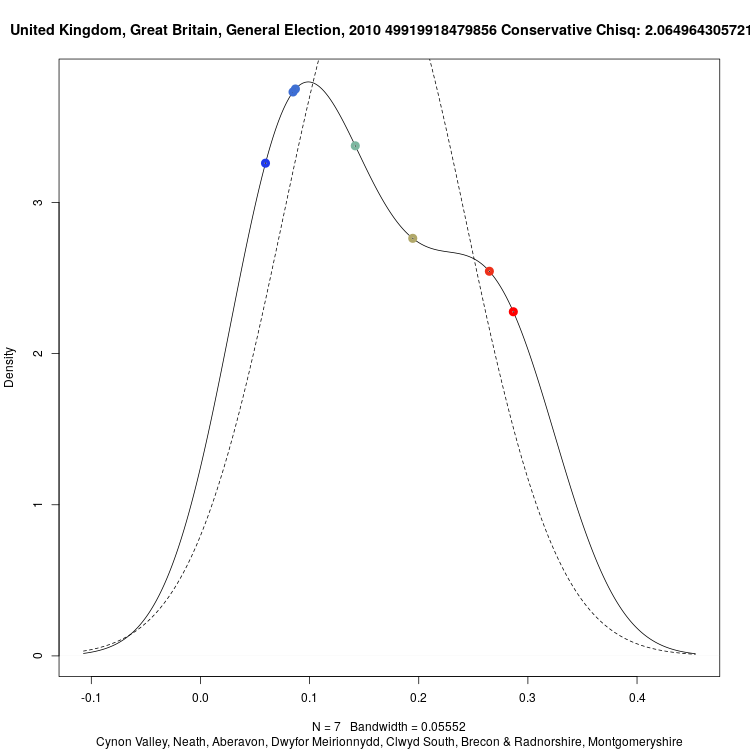 United Kingdom, Great Britain, General Election, 2010 49919918479856 Conservative Chisq: 2.064964305721
Density
3
2
1
0
-0.1 0.0 0.1 0.2 0.3 0.4
N = 7 Bandwidth = 0.05552
Cynon Valley, Neath, Aberavon, Dwyfor Meirionnydd, Clwyd South, Brecon & Radnorshire, Montgomeryshire